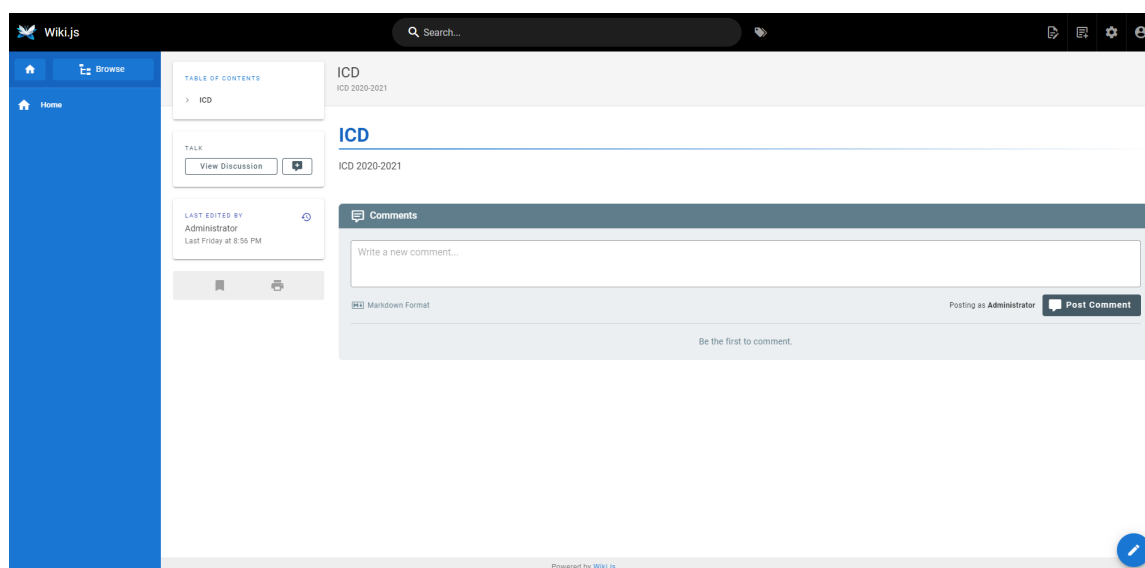 Wiki.js
Search...
Browse
Home
TABLE OF CONTENTS
ICD
TALK
View Discussion
LAST EDITED BY
Administrator
Last Friday at 8:56 PM
ICD
ICD 2020-2021
ICD
ICD 2020-2021
Comments
Write a new comment...
M Markdown Format
Posting as Administrator
Post Comment
Be the first to comment.
Powered by Wiki.js